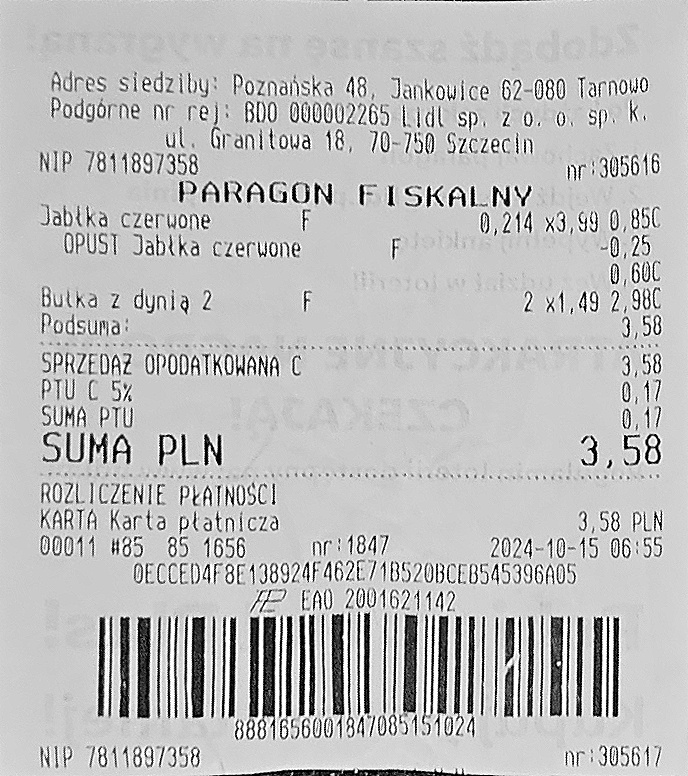 Adres siedziby: Poznańska 48, Jankowice 62-080 Tarnowo
Podgórne nr rej: BDO 000002265 Lidl sp. z o. o. sp. k.
ul. Granitowa 18, 70-750 Szczecin
NIP 7811897358 nr:305616
PARAGON FISKALNY
Jabłka czerwone F 0,214 x3,99 0,85C
OPUST Jabłka czerwone F -0,25
0,60C
Bułka z dynią 2 F 2 x1,49 2,98C
Podsuma: 3,58
SPRZEDAŻ OPODATKOWANA C 3,58
PTU C 5% 0,17
SUMA PTU 0,17
SUMA PLN 3,58
ROZLICZENIE PŁATNOŚCI
KARTA Karta płatnicza 3,58 PLN
00011 #85 85 1656 nr:1847 2024-10-15 06:55
0ECCED4F8E138924F462E71B520BCEB545396A05
EAO 2001621142
8881656001847085151024
NIP 7811897358 nr:305617